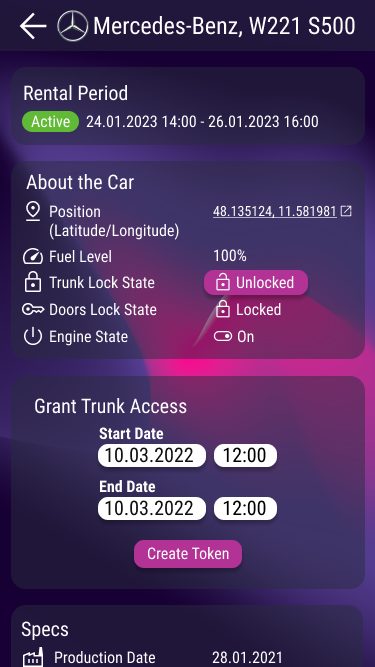 Mercedes-Benz, W221 S500
Rental Period
Active 24.01.2023 14:00 - 26.01.2023 16:00
About the Car
Position 48.135124, 11.581981
(Latitude/Longitude)
Fuel Level 100%
Trunk Lock State Unlocked
Doors Lock State Locked
Engine State On
Grant Trunk Access
Start Date
10.03.2022 12:00
End Date
10.03.2022 12:00
Create Token
Specs
Production Date 28.01.2021